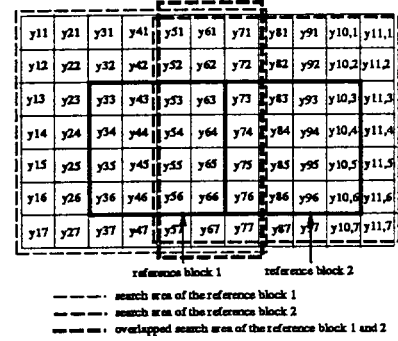 y11 y21 y31 y41 y51 y61 y71 y81 y91 y10,1 y11,1
y12 y22 y32 y42 y52 y62 y72 y82 y92 y10,2 y11,2
y13 y23 y33 y43 y53 y63 y73 y83 y93 y10,3 y11,3
y14 y24 y34 y44 y54 y64 y74 y84 y94 y10,4 y11,4
y15 y25 y35 y45 y55 y65 y75 y85 y95 y10,5 y11,5
y16 y26 y36 y46 y56 y66 y76 y86 y96 y10,6 y11,6
y17 y27 y37 y47 y57 y67 y77 y87 y97 y10,7 y11,7
reference block 1 reference block 2
search area of the reference block 1
search area of the reference block 2
overlapped search area of the reference block 1 and 2